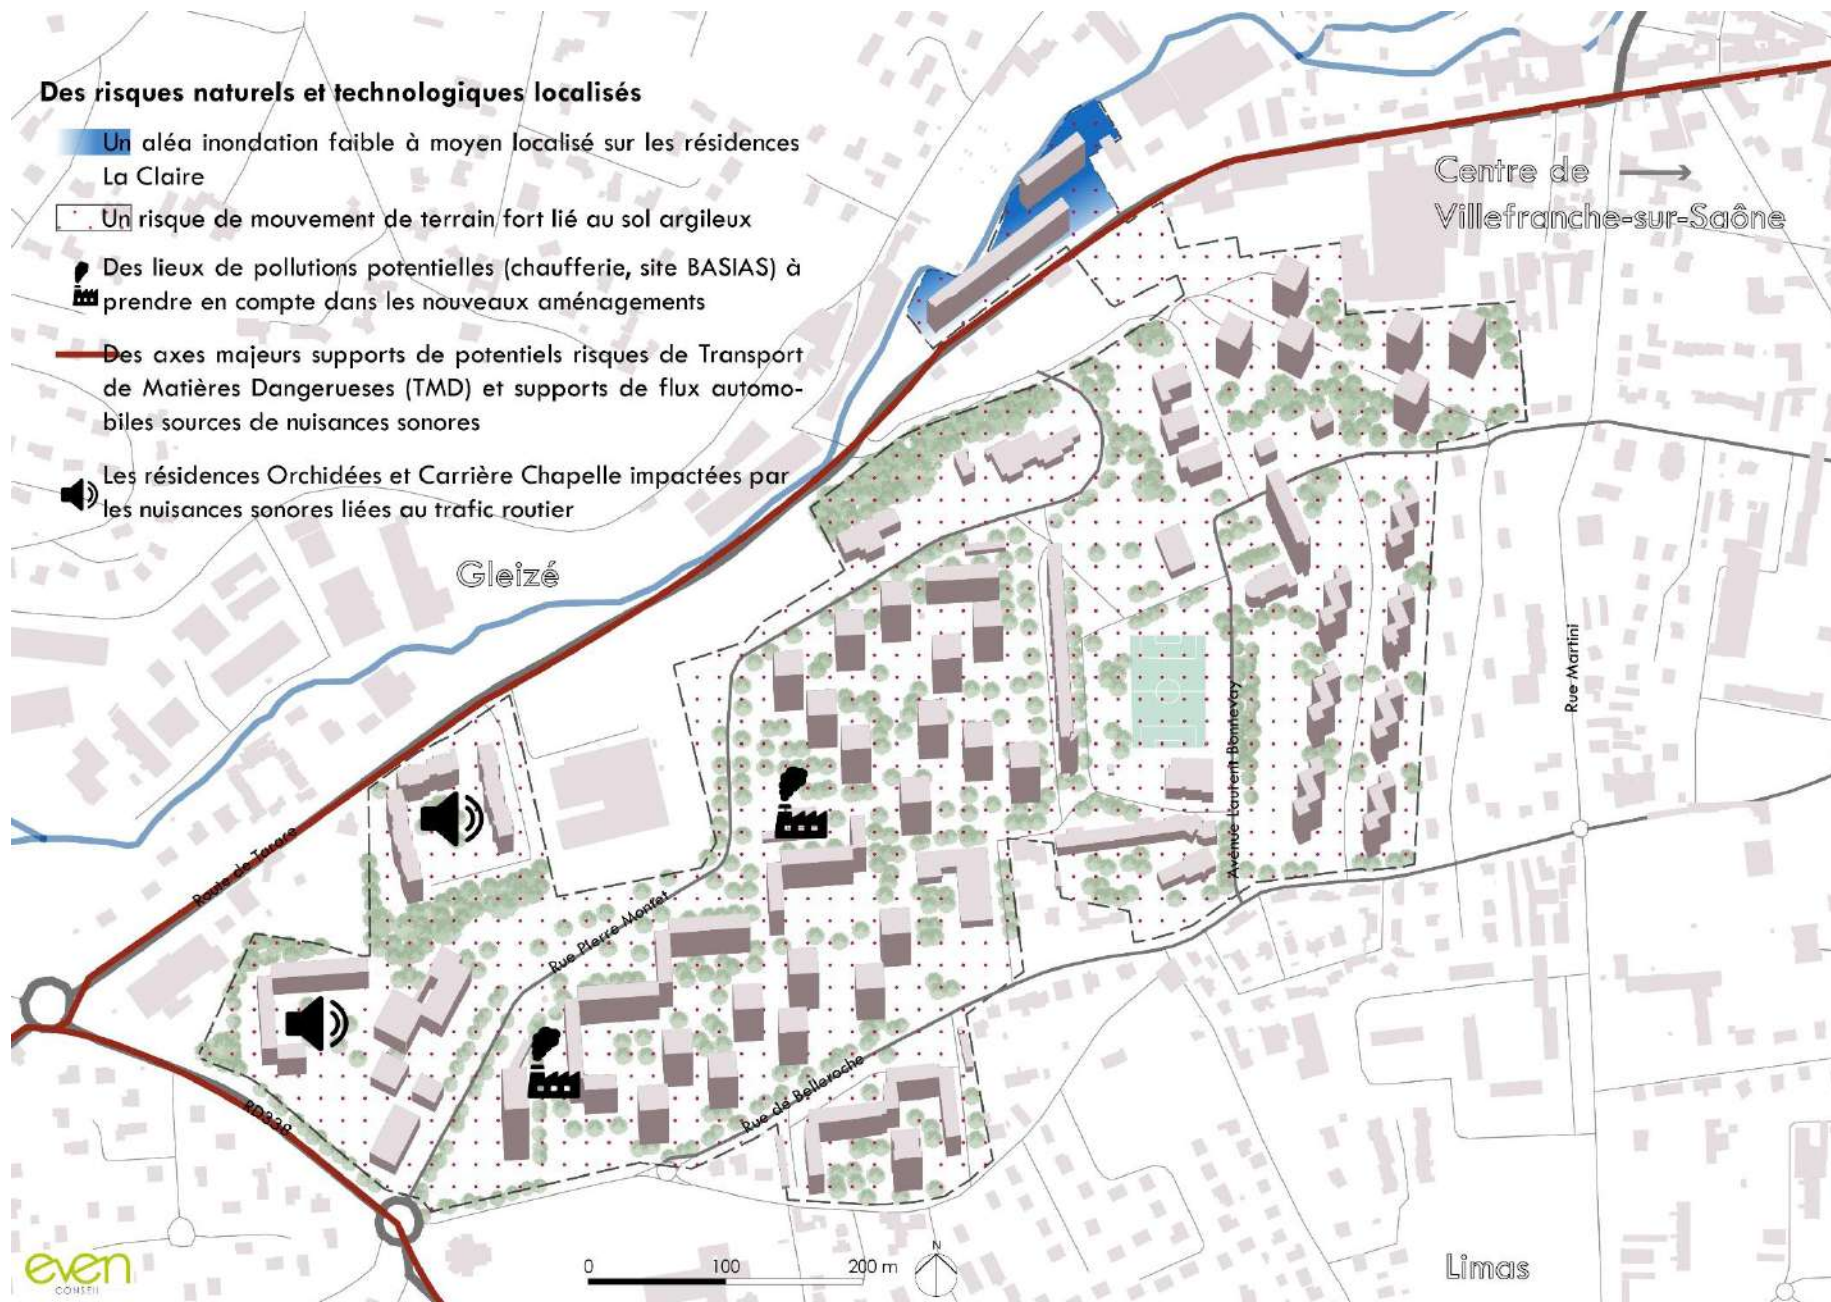 Des risques naturels et technologiques localisés
Un aléa inondation faible à moyen localisé sur les résidences
La Claire
Un risque de mouvement de terrain fort lié au sol argileux
Des lieux de pollutions potentielles (chaufferie, site BASIAS) à
prendre en compte dans les nouveaux aménagements
Des axes majeurs supports de potentiels risques de Transport
de Matières Dangerueses (TMD) et supports de flux automo-
biles sources de nuisances sonores
Les résidences Orchidées et Carrière Chapelle impactées par
les nuisances sonores liées au trafic routier
Centre de
Villefranche-sur-Saône
Gleizé
Rue Martini
Avenue Laurent Bonnevay
Route de Tarare
Rue Pierre Montet
Rue de Belleroche
RD338
0 100 200 m
N
Limas
even
CONSEIL